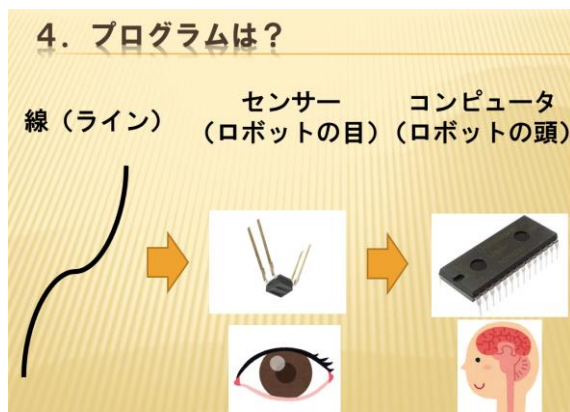 4．プログラムは？
線（ライン）
センサー
（ロボットの目）
コンピュータ
（ロボットの頭）